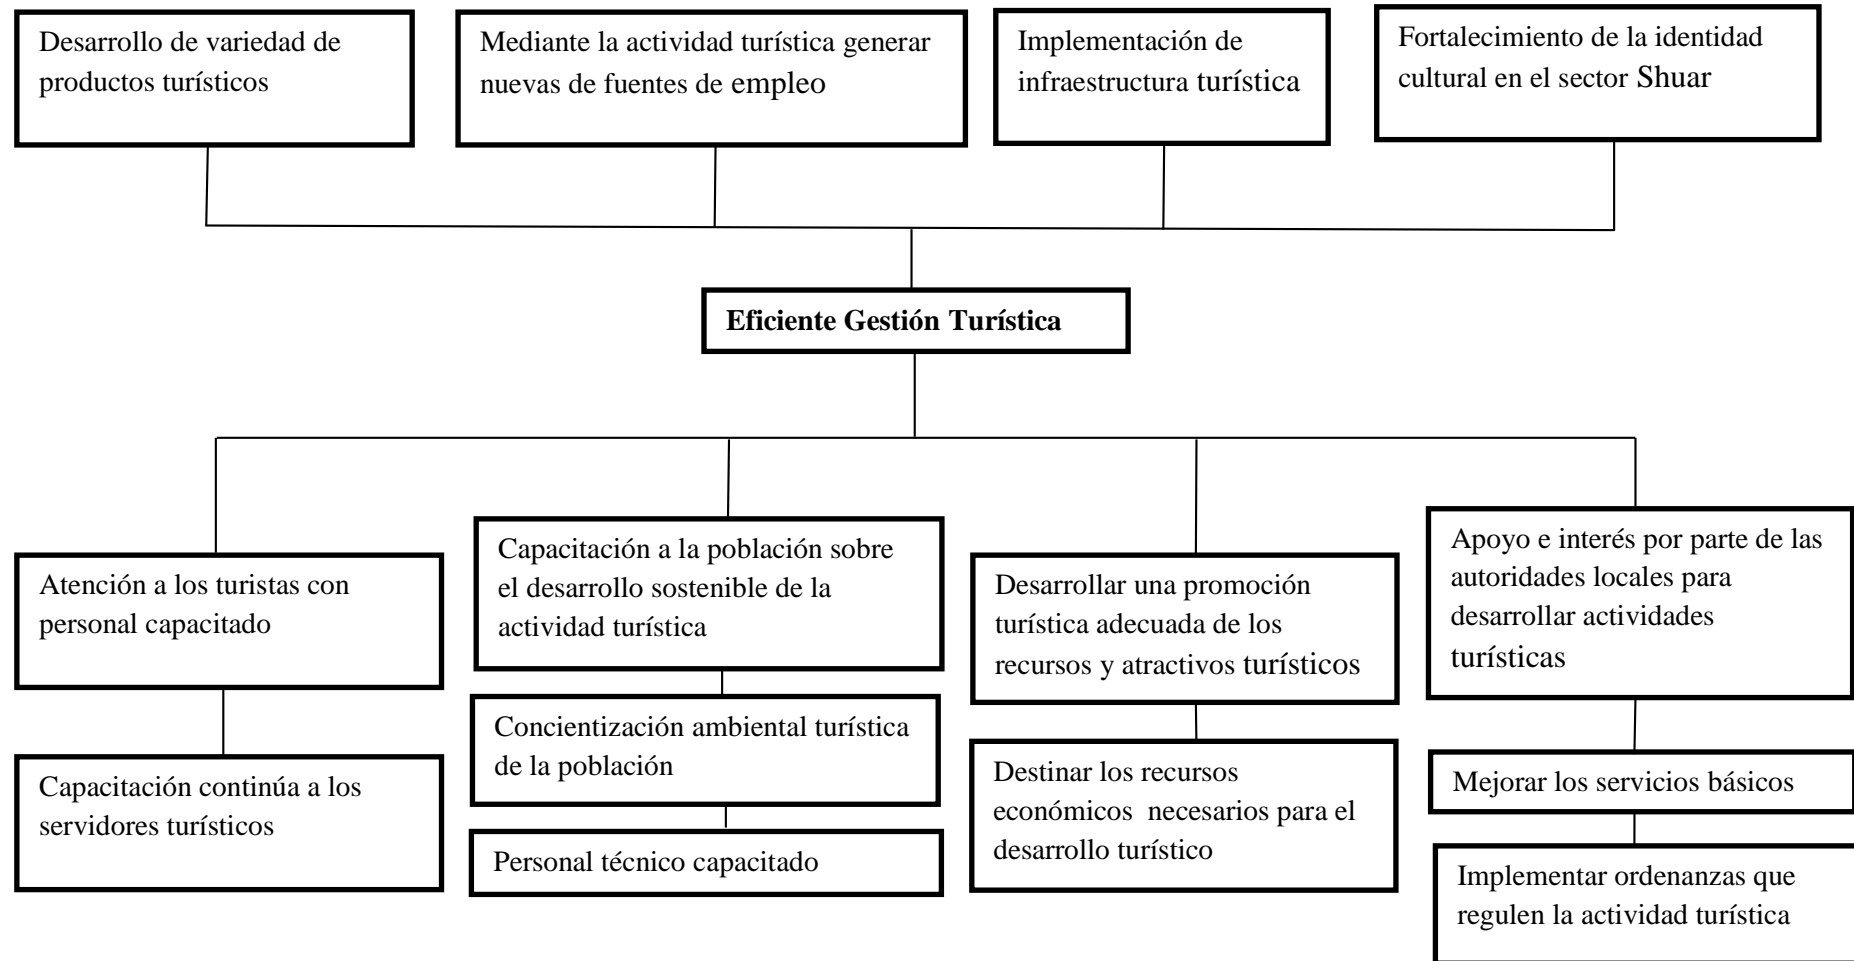 Desarrollo de variedad de
productos turísticos
Mediante la actividad turística generar
nuevas de fuentes de empleo
Implementación de
infraestructura turística
Fortalecimiento de la identidad
cultural en el sector Shuar
Eficiente Gestión Turística
Atención a los turistas con
personal capacitado
Capacitación continúa a los
servidores turísticos
Capacitación a la población sobre
el desarrollo sostenible de la
actividad turística
Concientización ambiental turística
de la población
Personal técnico capacitado
Desarrollar una promoción
turística adecuada de los
recursos y atractivos turísticos
Destinar los recursos
económicos  necesarios para el
desarrollo turístico
Apoyo e interés por parte de las
autoridades locales para
desarrollar actividades
turísticas
Mejorar los servicios básicos
Implementar ordenanzas que
regulen la actividad turística